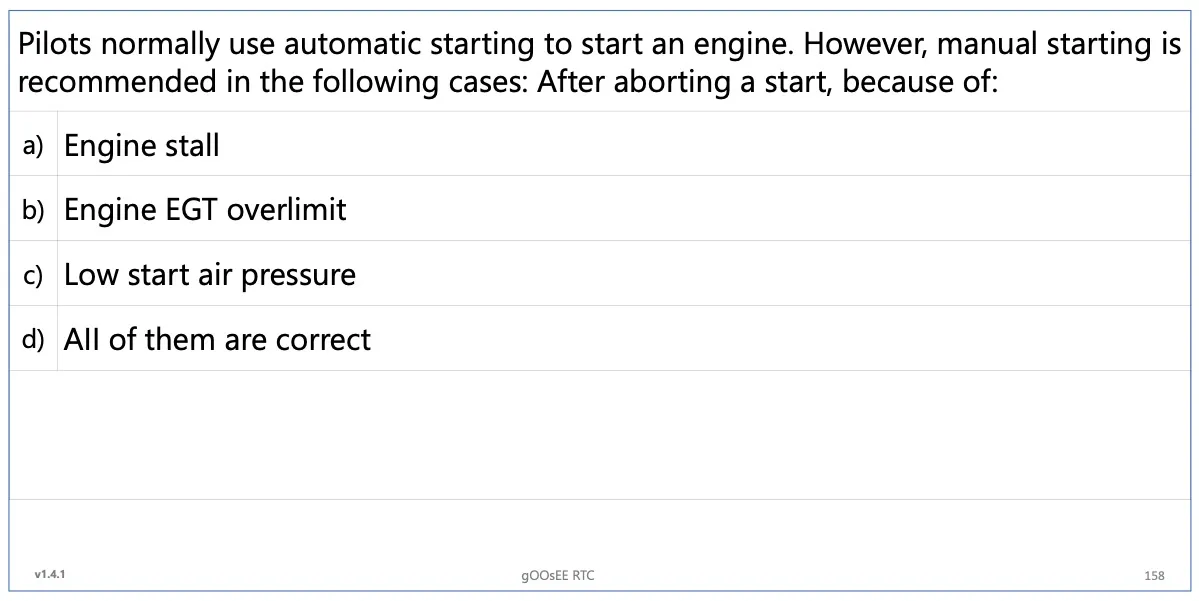 Pilots normally use automatic starting to start an engine. However, manual starting is
recommended in the following cases: After aborting a start, because of:
a) Engine stall
b) Engine EGT overlimit
c) Low start air pressure
d) All of them are correct
v1.4.1 gOOsEE RTC 158